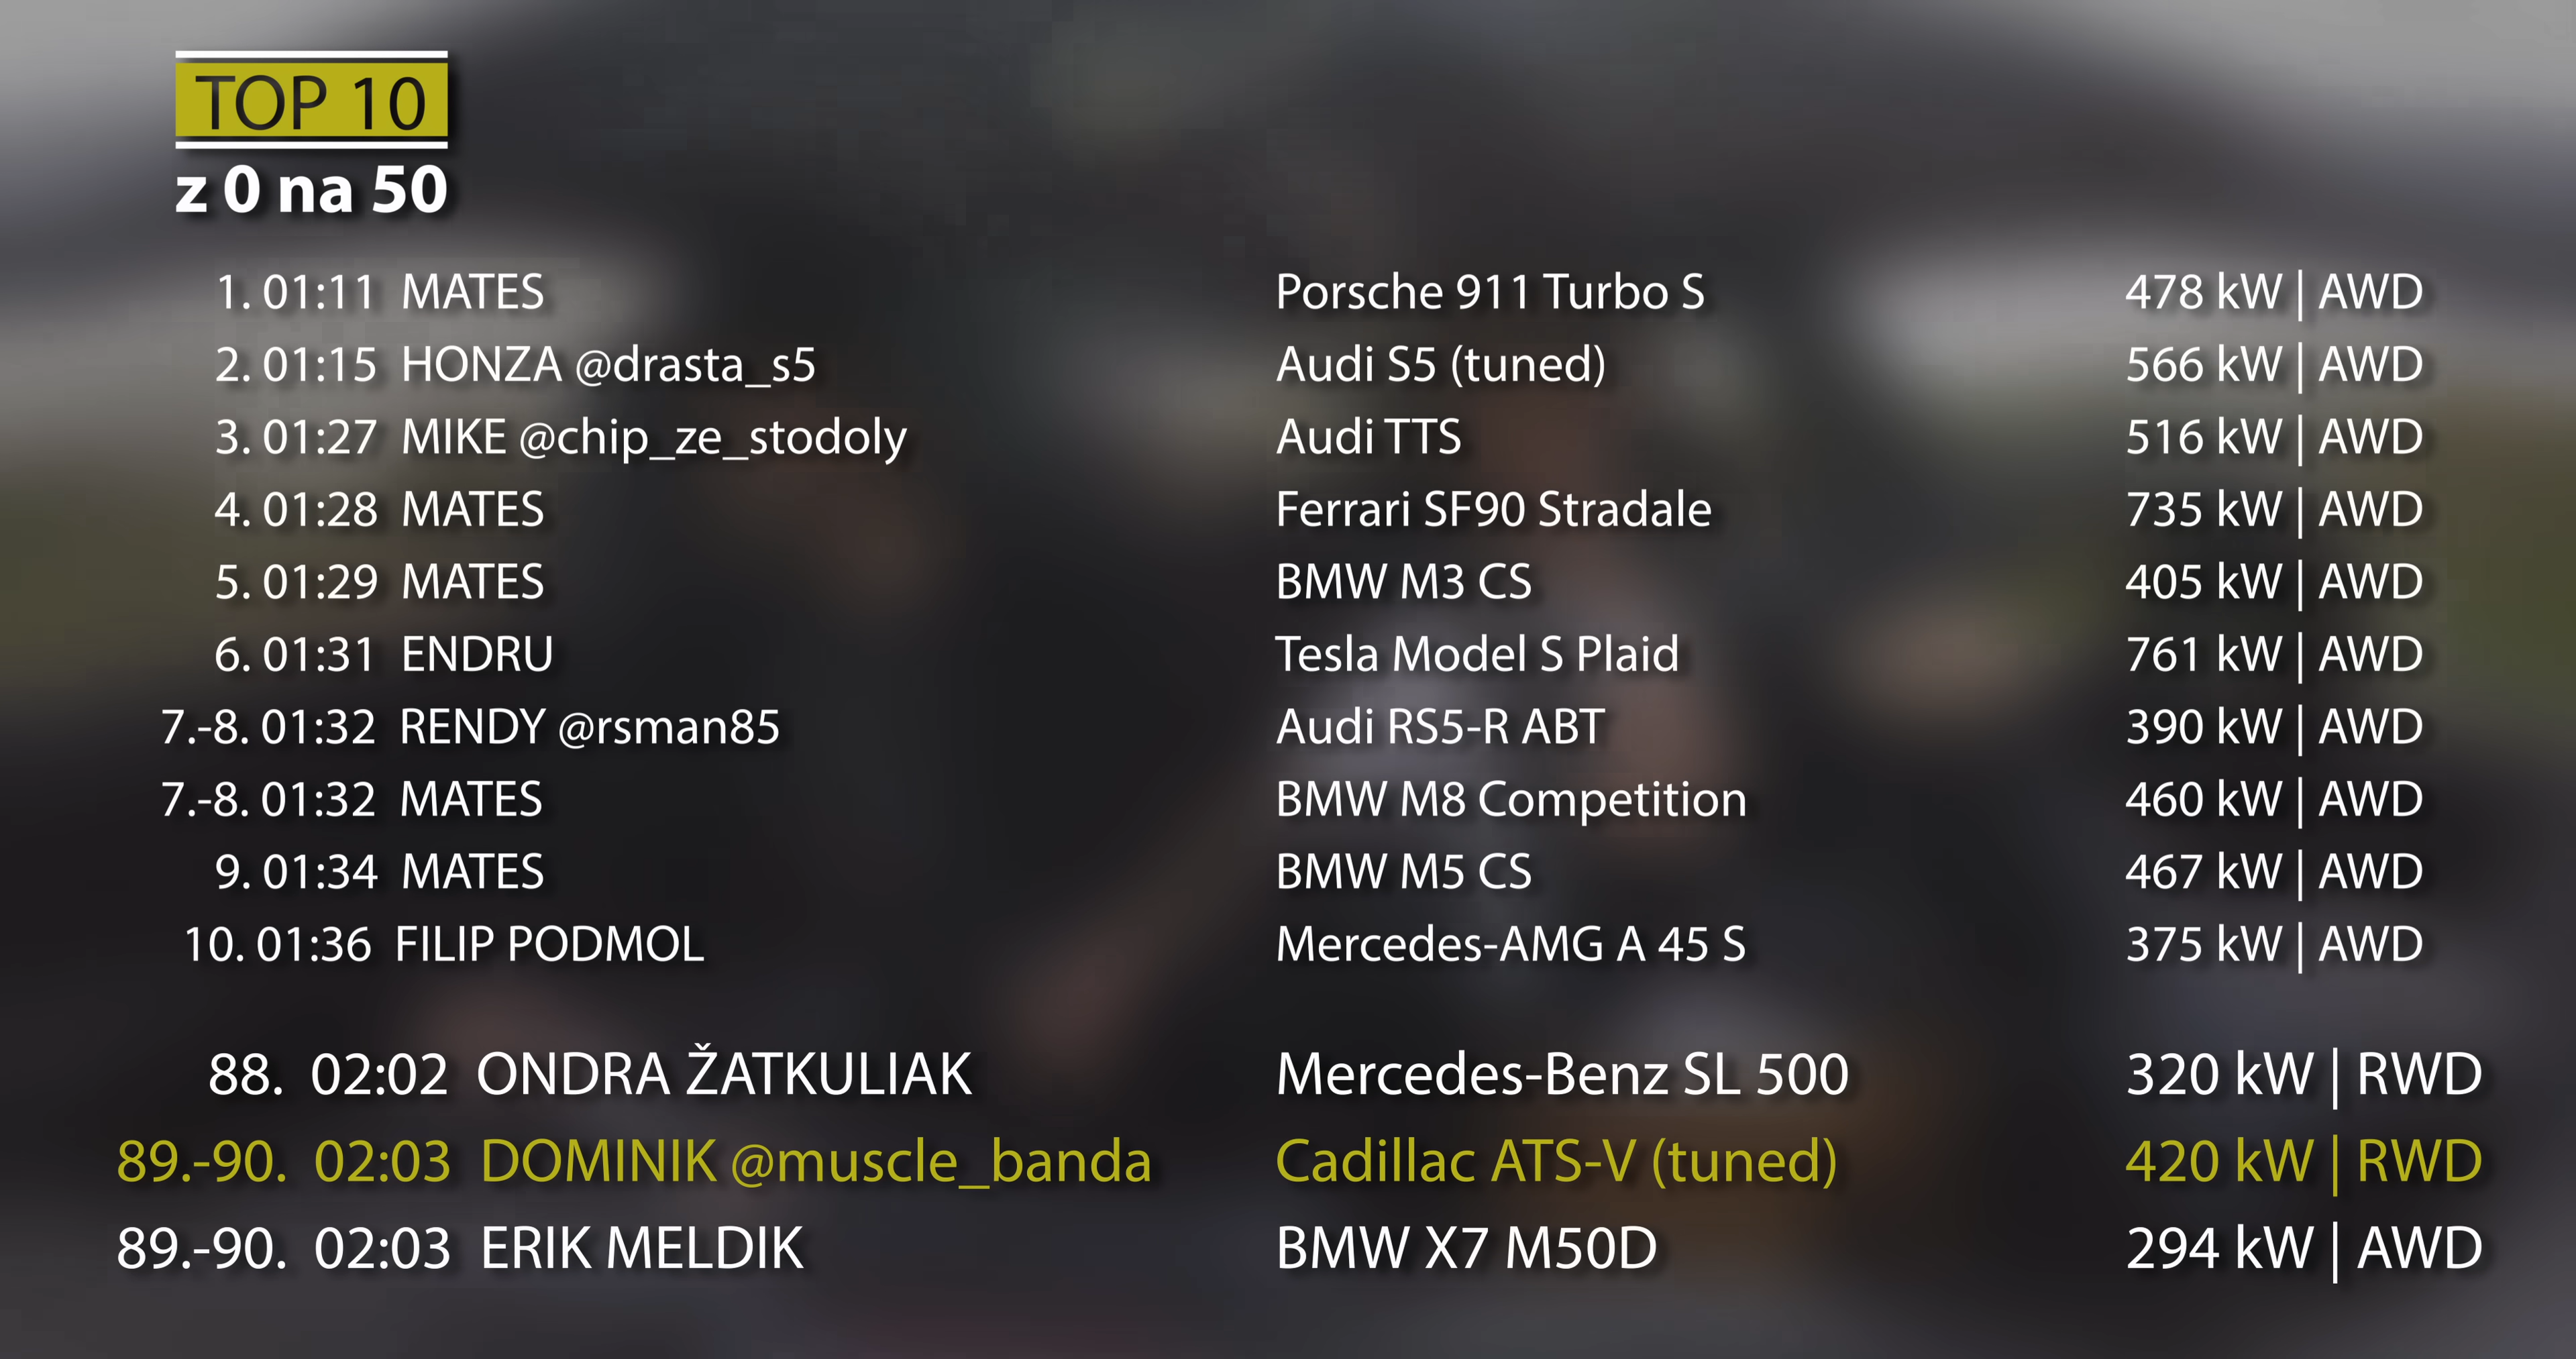 TOP 10
z 0 na 50
1. 01:11 MATES Porsche 911 Turbo S 478 kW | AWD
2. 01:15 HONZA @drasta_s5 Audi S5 (tuned) 566 kW | AWD
3. 01:27 MIKE @chip_ze_stodoly Audi TTS 516 kW | AWD
4. 01:28 MATES Ferrari SF90 Stradale 735 kW | AWD
5. 01:29 MATES BMW M3 CS 405 kW | AWD
6. 01:31 ENDRU Tesla Model S Plaid 761 kW | AWD
7.-8. 01:32 RENDY @rsman85 Audi RS5-R ABT 390 kW | AWD
7.-8. 01:32 MATES BMW M8 Competition 460 kW | AWD
9. 01:34 MATES BMW M5 CS 467 kW | AWD
10. 01:36 FILIP PODMOL Mercedes-AMG A 45 S 375 kW | AWD
88. 02:02 ONDRA ŽATKULIAK Mercedes-Benz SL 500 320 kW | RWD
89.-90. 02:03 DOMINIK @muscle_banda Cadillac ATS-V (tuned) 420 kW | RWD
89.-90. 02:03 ERIK MELDIK BMW X7 M50D 294 kW | AWD